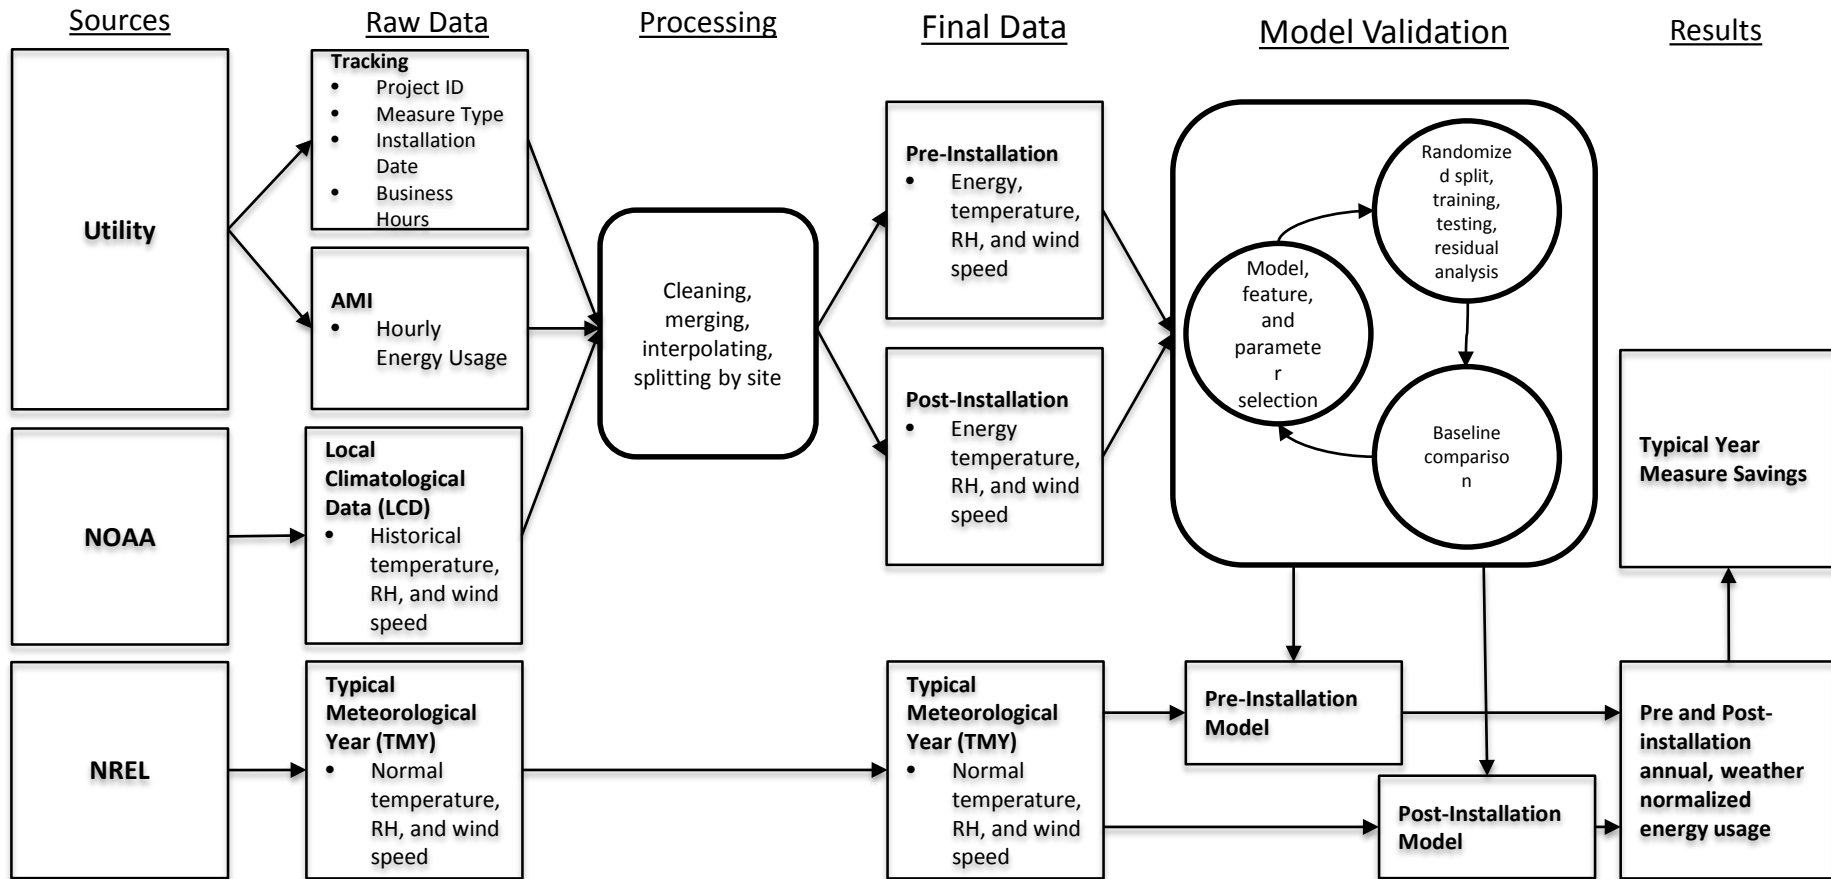 Sources
Raw Data
Processing
Final Data
Model Validation
Results
Utility
NOAA
NREL
Tracking
• Project ID
• Measure Type
• Installation
Date
• Business
Hours
AMI
• Hourly
Energy Usage
Local
Climatological
Data (LCD)
• Historical
temperature,
RH, and wind
speed
Typical
Meteorological
Year (TMY)
• Normal
temperature,
RH, and wind
speed
Cleaning,
merging,
interpolating,
splitting by site
Pre-Installation
• Energy,
temperature,
RH, and wind
speed
Post-Installation
• Energy
temperature,
RH, and wind
speed
Typical
Meteorological
Year (TMY)
• Normal
temperature,
RH, and wind
speed
Model,
feature,
and
paramete
r
selection
Randomize
d split,
training,
testing,
residual
analysis
Baseline
compariso
n
Pre-Installation
Model
Post-Installation
Model
Typical Year
Measure Savings
Pre and Post-
installation
annual, weather
normalized
energy usage